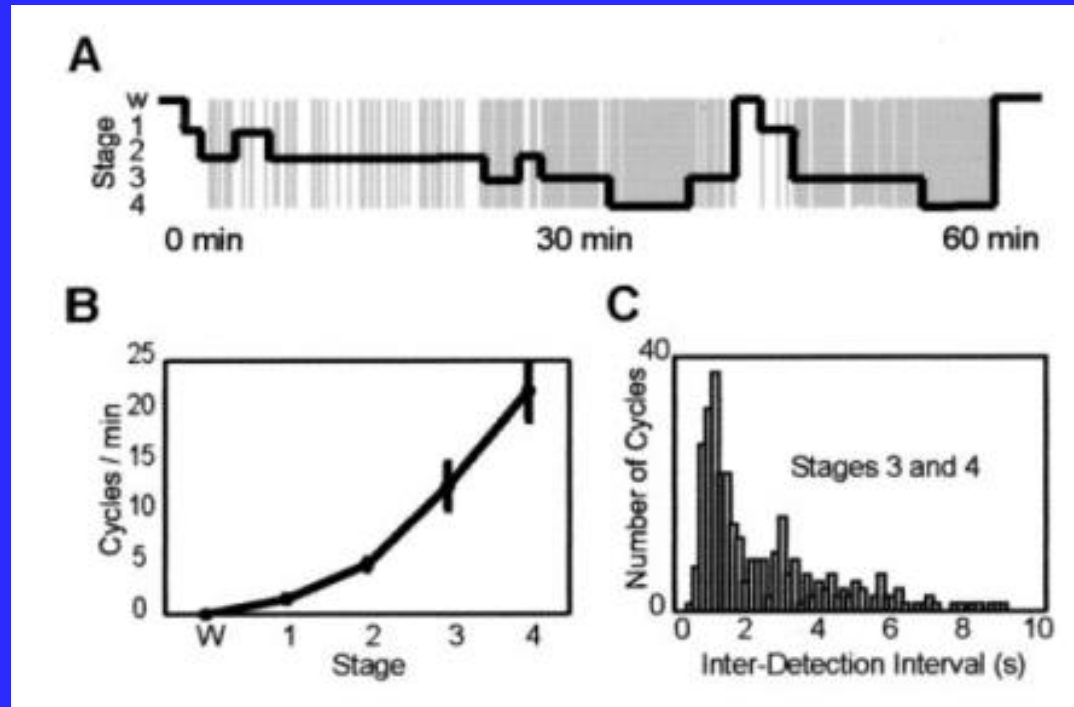 A
Stage
w
1
2
3
4
0 min 30 min 60 min
B
Cycles / min
25
20
15
10
5
0
W 1 2 3 4
Stage
C
Number of Cycles
40
0
Stages 3 and 4
0 2 4 6 8 10
Inter-Detection Interval (s)